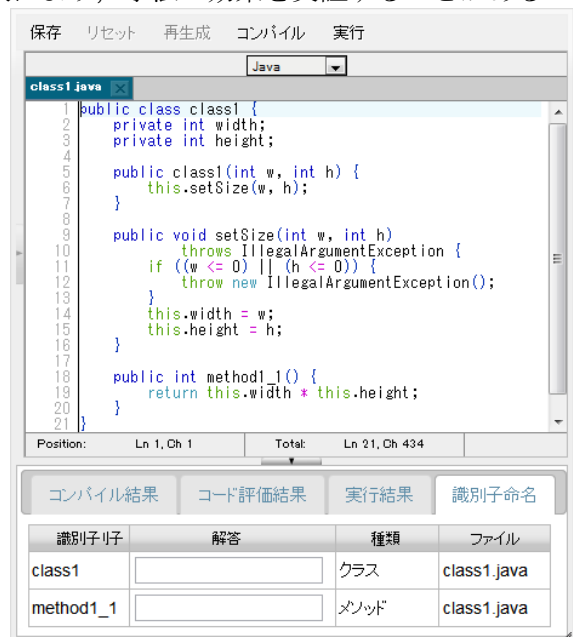 保存 リセット 再生成 コンパイル 実行
Java
class1.java
1 public class class1 {
2 private int width;
3 private int height;
4
5 public class1(int w, int h) {
6 this.setSize(w, h);
7 }
8
9 public void setSize(int w, int h)
10 throws IllegalArgumentException {
11 if ((w <= 0) || (h <= 0)) {
12 throw new IllegalArgumentException();
13 }
14 this.width = w;
15 this.height = h;
16 }
17
18 public int method1_1() {
19 return this.width * this.height;
20 }
21 }
Position: Ln 1, Ch 1 Total: Ln 21, Ch 434
コンパイル結果 コード評価結果 実行結果 識別子命名
識別子リ子 解答 種類 ファイル
class1 クラス class1.java
method1_1 メソッド class1.java